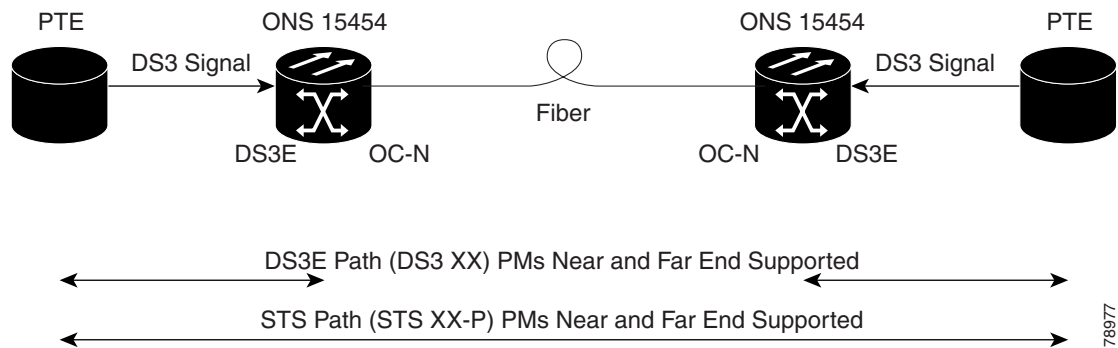 PTE
ONS 15454
ONS 15454
PTE
DS3 Signal
DS3 Signal
Fiber
DS3E
OC-N
OC-N
DS3E
DS3E Path (DS3 XX) PMs Near and Far End Supported
STS Path (STS XX-P) PMs Near and Far End Supported
78977